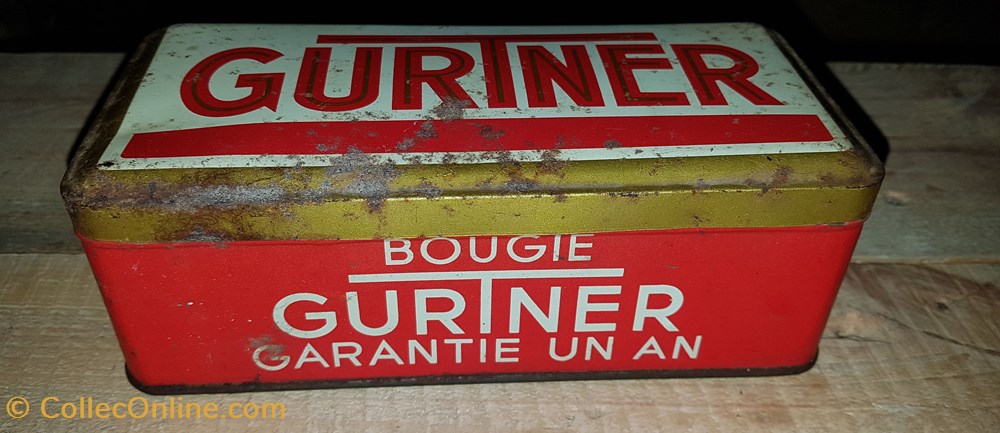 GURTNER
BOUGIE
GURTNER
GARANTIE UN AN
© CollecOnline.com